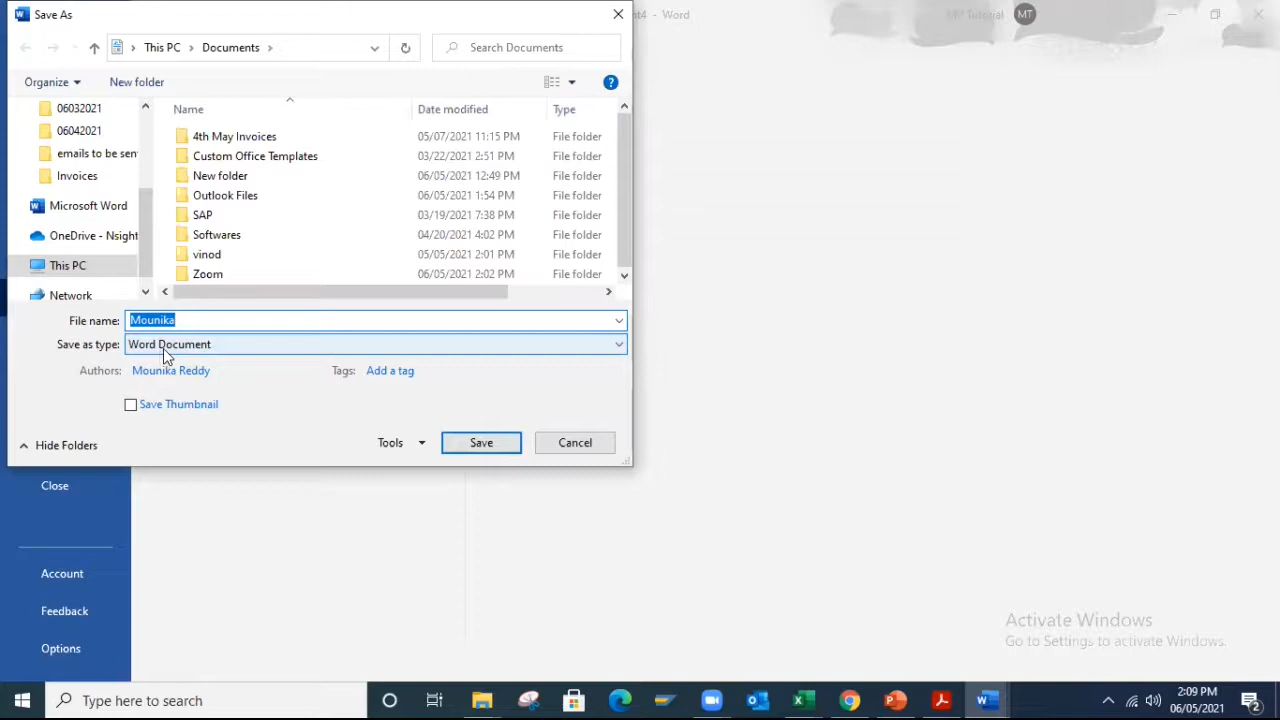 Save As
nt4 - Word
MT Tutorial MT
This PC Documents
Search Documents
Organize
New folder
?
Name Date modified Type
06032021
06042021
emails to be sen
Invoices
Microsoft Word
OneDrive - Nsight
This PC
Network
4th May Invoices 05/07/2021 11:15 PM File folder
Custom Office Templates 03/22/2021 2:51 PM File folder
New folder 06/05/2021 12:49 PM File folder
Outlook Files 06/05/2021 1:54 PM File folder
SAP 03/19/2021 7:38 PM File folder
Softwares 04/20/2021 4:02 PM File folder
vinod 05/05/2021 2:01 PM File folder
Zoom 06/05/2021 2:02 PM File folder
File name: Mounika
Save as type: Word Document
Authors: Mounika Reddy Tags: Add a tag
Save Thumbnail
Hide Folders
Tools Save Cancel
Close
Account
Feedback
Options
Activate Windows
Go to Settings to activate Windows.
Type here to search
2:09 PM
06/05/2021
2